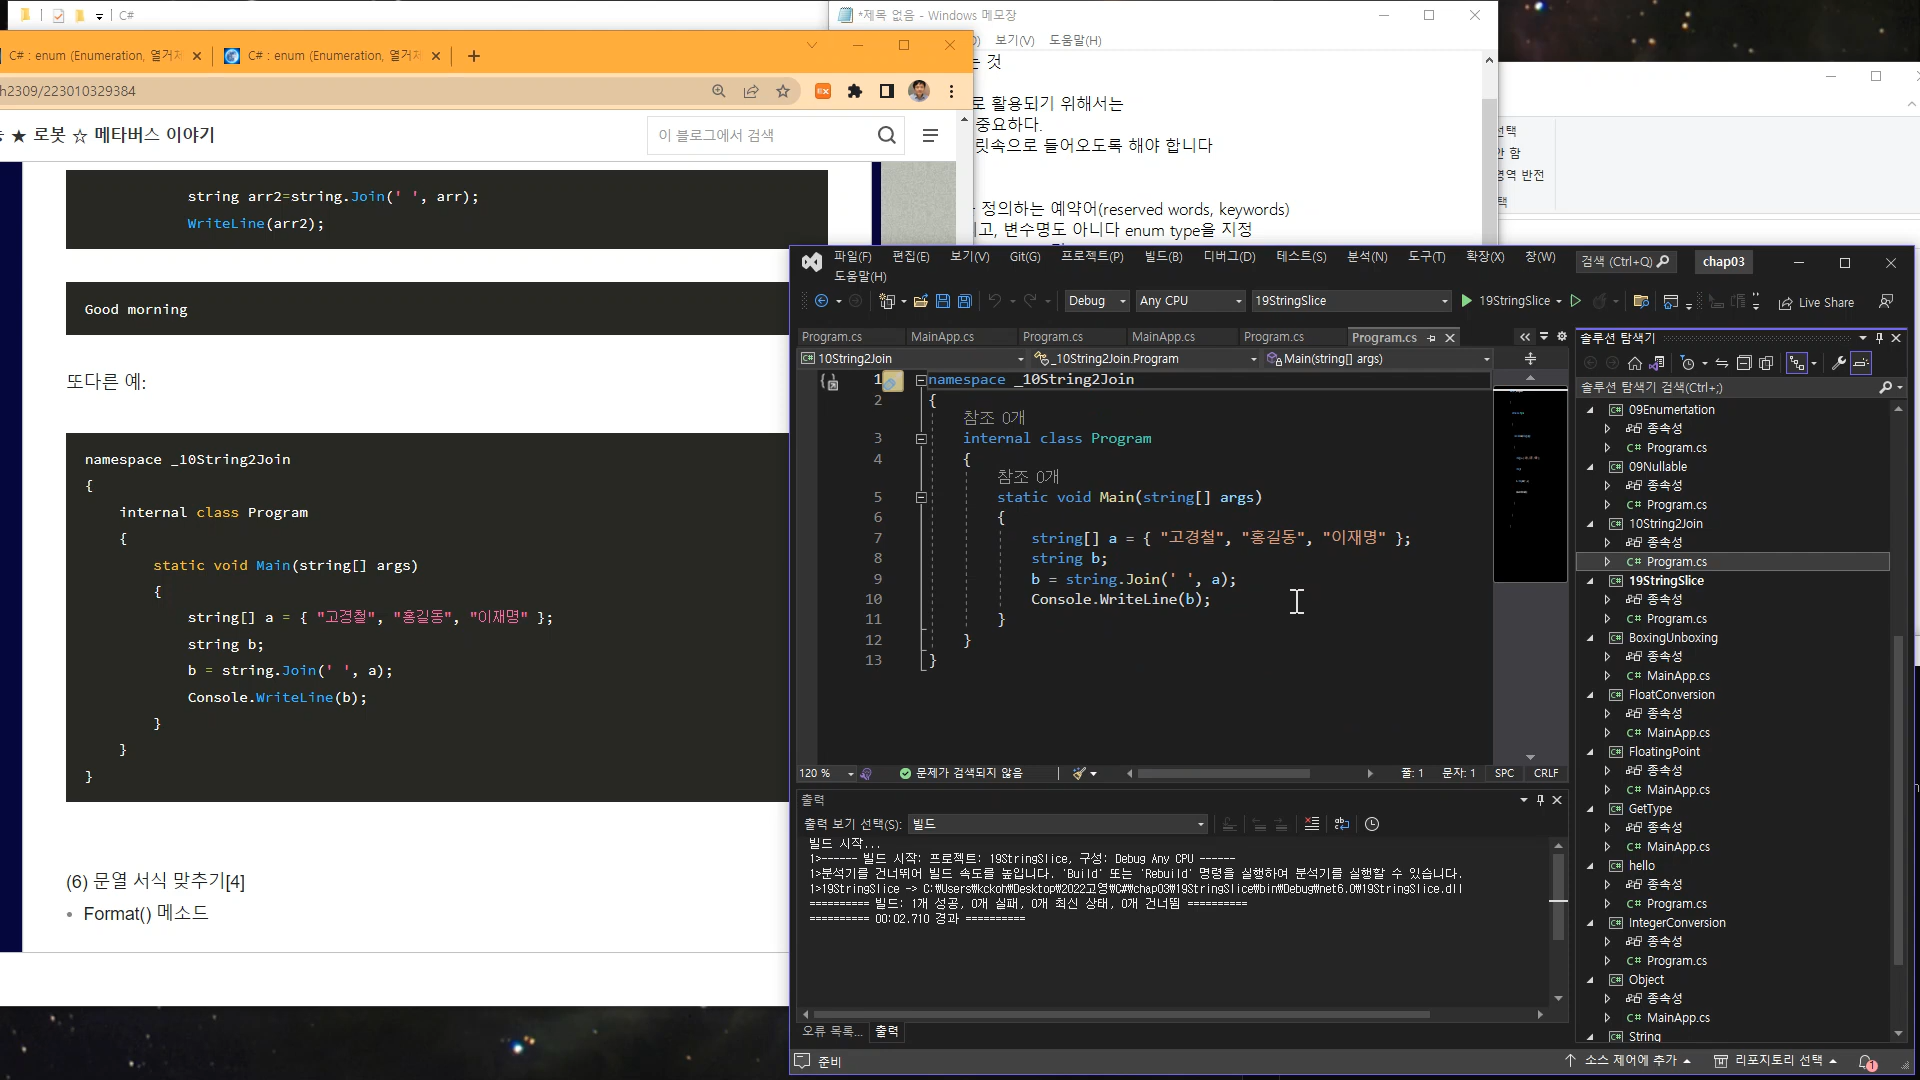 C#
*제목 없음 - Windows 메모장
보기(V) 도움말(H)
는 것
로 활용되기 위해서는
중요하다.
릿속으로 들어오도록 해야 합니다
정의하는 예약어(reserved words, keywords)
고, 변수명도 아니다 enum type을 지정
선택
안 함
영역 반전
택
C# : enum (Enumeration, 열거
C# : enum (Enumeration, 열거
h2309/223010329384
★ 로봇 ☆ 메타버스 이야기
이 블로그에서 검색
string arr2=string.Join(' ', arr);
WriteLine(arr2);
Good morning
또다른 예:
namespace _10String2Join
{
internal class Program
{
static void Main(string[] args)
{
string[] a = { "고경철", "홍길동", "이재명" };
string b;
b = string.Join(' ', a);
Console.WriteLine(b);
}
}
}
(6) 문열 서식 맞추기[4]
• Format() 메소드
파일(F) 편집(E) 보기(V) Git(G) 프로젝트(P) 빌드(B) 디버그(D) 테스트(S) 분석(N) 도구(T) 확장(X) 창(W)
도움말(H)
검색 (Ctrl+Q)
chap03
Debug Any CPU 19StringSlice 19StringSlice Live Share
Program.cs MainApp.cs Program.cs MainApp.cs Program.cs Program.cs
10String2Join _10String2Join.Program Main(string[] args)
1 namespace _10String2Join
2 {
참조 0개
3 internal class Program
4 {
참조 0개
5 static void Main(string[] args)
6 {
7 string[] a = { "고경철", "홍길동", "이재명" };
8 string b;
9 b = string.Join(' ', a);
10 Console.WriteLine(b);
11 }
12 }
13 }
120 % 문제가 검색되지 않음 줄: 1 문자: 1 SPC CRLF
출력
출력 보기 선택(S): 빌드
빌드 시작...
1>------ 빌드 시작: 프로젝트: 19StringSlice, 구성: Debug Any CPU ------
1>분석기를 건너뛰어 빌드 속도를 높입니다. 'Build' 또는 'Rebuild' 명령을 실행하여 분석기를 실행할 수 있습니다.
1>19StringSlice -> C:₩Users₩kckoh₩Desktop₩2022고영₩C#₩chap03₩19StringSlice₩bin₩Debug₩net6.0₩19StringSlice.dll
========== 빌드: 1개 성공, 0개 실패, 0개 최신 상태, 0개 건너뜀 ==========
========== 00:02.710 경과 ==========
오류 목록... 출력
준비
소스 제어에 추가 리포지토리 선택 1
솔루션 탐색기
솔루션 탐색기 검색(Ctrl+;)
09Enumertation
종속성
C# Program.cs
09Nullable
종속성
C# Program.cs
10String2Join
종속성
C# Program.cs
19StringSlice
종속성
C# Program.cs
BoxingUnboxing
종속성
C# MainApp.cs
FloatConversion
종속성
C# MainApp.cs
FloatingPoint
종속성
C# MainApp.cs
GetType
종속성
C# MainApp.cs
hello
종속성
C# Program.cs
IntegerConversion
종속성
C# Program.cs
Object
종속성
C# MainApp.cs
String